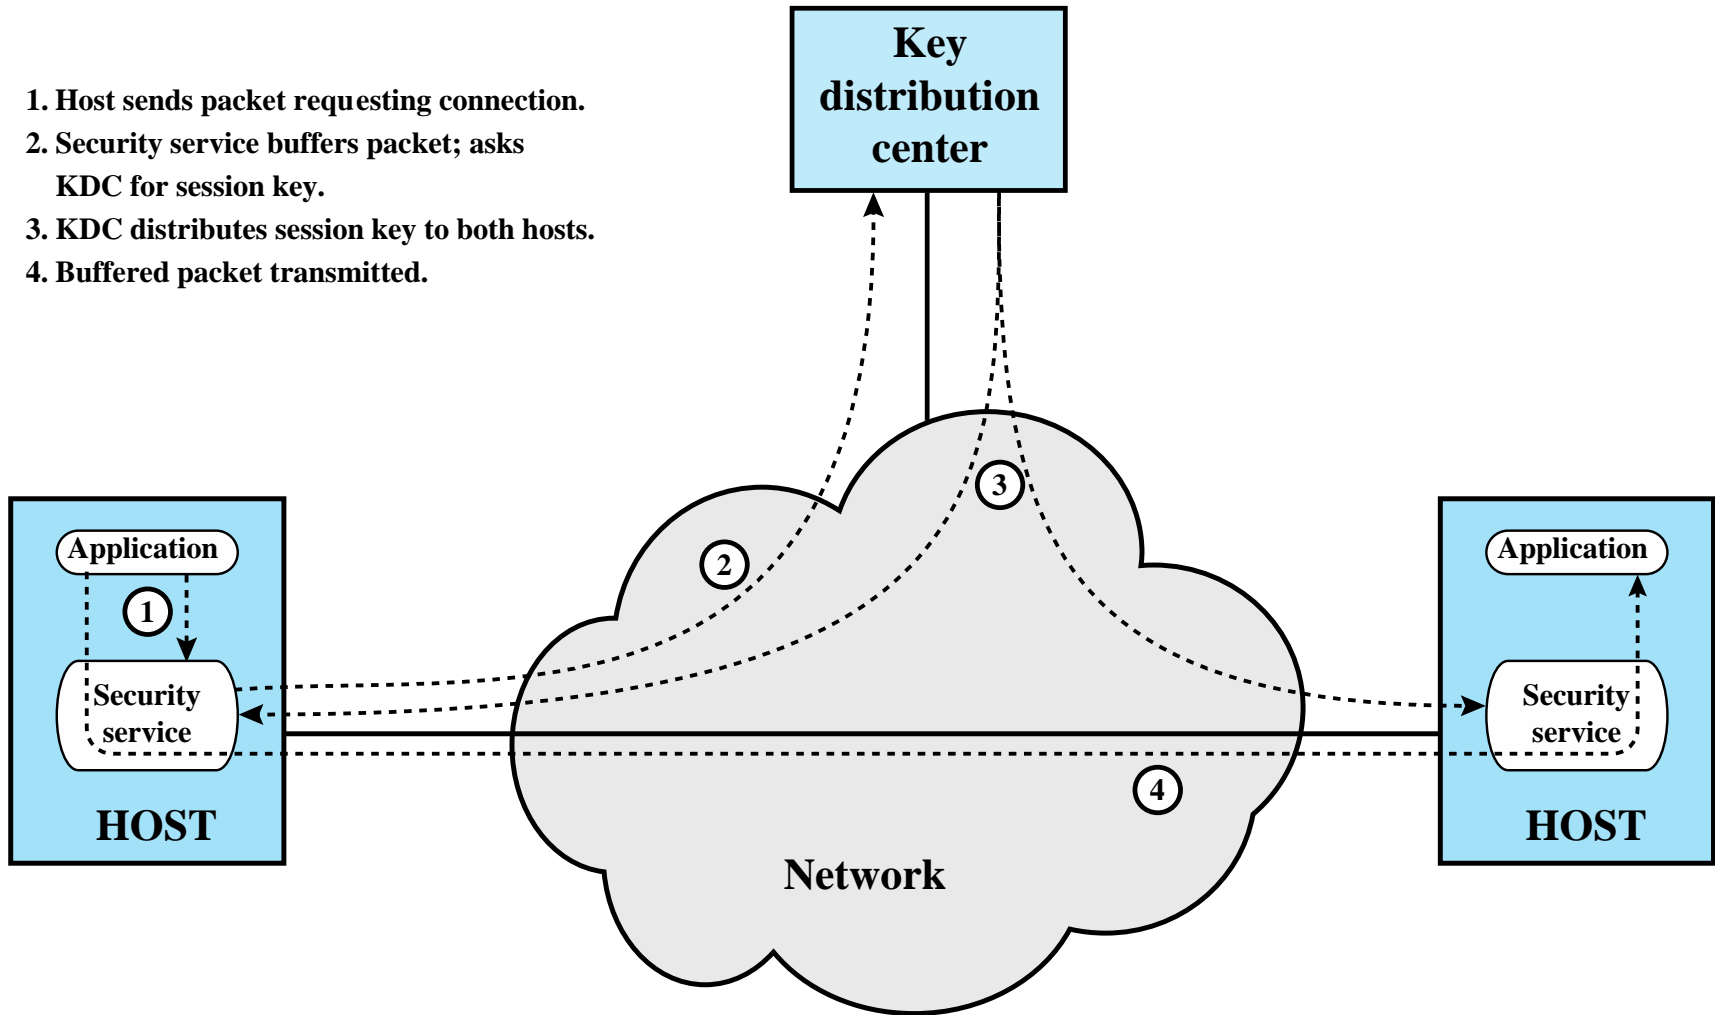 Key
distribution
center
1. Host sends packet requesting connection.
2. Security service buffers packet; asks
KDC for session key.
3. KDC distributes session key to both hosts.
4. Buffered packet transmitted.
3
2
Application
1
Security
service
HOST
Application
Security
service
HOST
4
Network